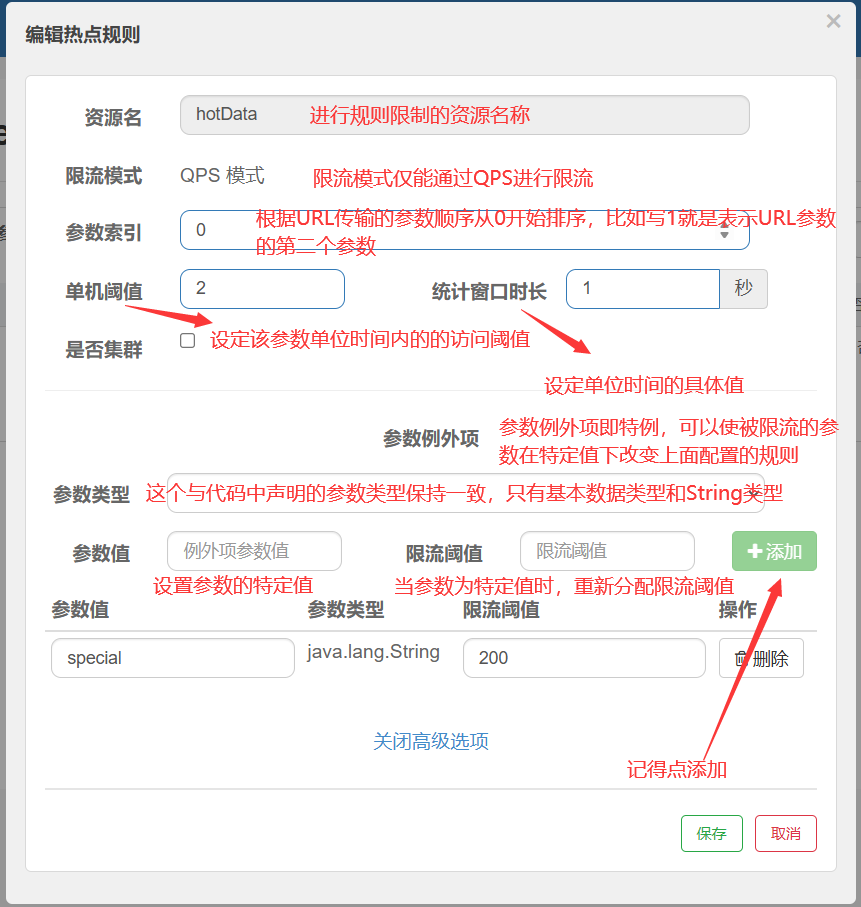 编辑热点规则
×
资源名
hotData
进行规则限制的资源名称
限流模式
QPS 模式
限流模式仅能通过QPS进行限流
参数索引
0
根据URL传输的参数顺序从0开始排序，比如写1就是表示URL参数
的第二个参数
单机阈值
2
统计窗口时长
1
秒
是否集群
设定该参数单位时间内的的访问阈值
设定单位时间的具体值
参数例外项
参数例外项即特例，可以使被限流的参
数在特定值下改变上面配置的规则
参数类型
这个与代码中声明的参数类型保持一致，只有基本数据类型和String类型
参数值
例外项参数值
限流阈值
限流阈值
添加
设置参数的特定值
当参数为特定值时，重新分配限流阈值
参数值
参数类型
限流阈值
操作
special
java.lang.String
200
删除
关闭高级选项
记得点添加
保存
取消